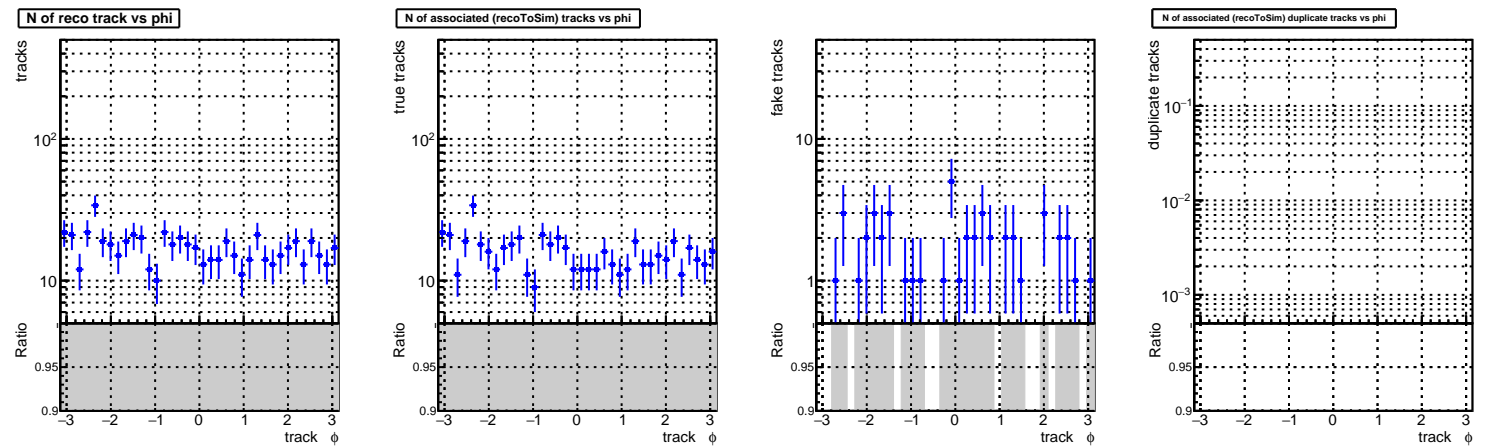 N of reco track vs phi
tracks
10²
10
Ratio
0.95
0.9
−3 −2 −1 0 1 2 3
track ϕ
N of associated (recoToSim) tracks vs phi
true tracks
10²
10
Ratio
0.95
0.9
−3 −2 −1 0 1 2 3
track ϕ
fake tracks
10
1
Ratio
0.95
0.9
−3 −2 −1 0 1 2 3
track ϕ
N of associated (recoToSim) duplicate tracks vs phi
duplicate tracks
10⁻¹
10⁻²
10⁻³
Ratio
0.95
0.9
−3 −2 −1 0 1 2 3
track ϕ